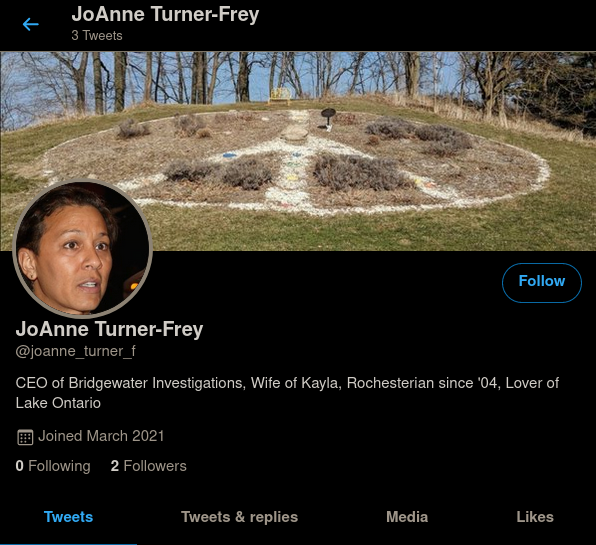 JoAnne Turner-Frey
3 Tweets
Follow
JoAnne Turner-Frey
@joanne_turner_f
CEO of Bridgewater Investigations, Wife of Kayla, Rochesterian since '04, Lover of
Lake Ontario
Joined March 2021
0 Following 2 Followers
Tweets Tweets & replies Media Likes